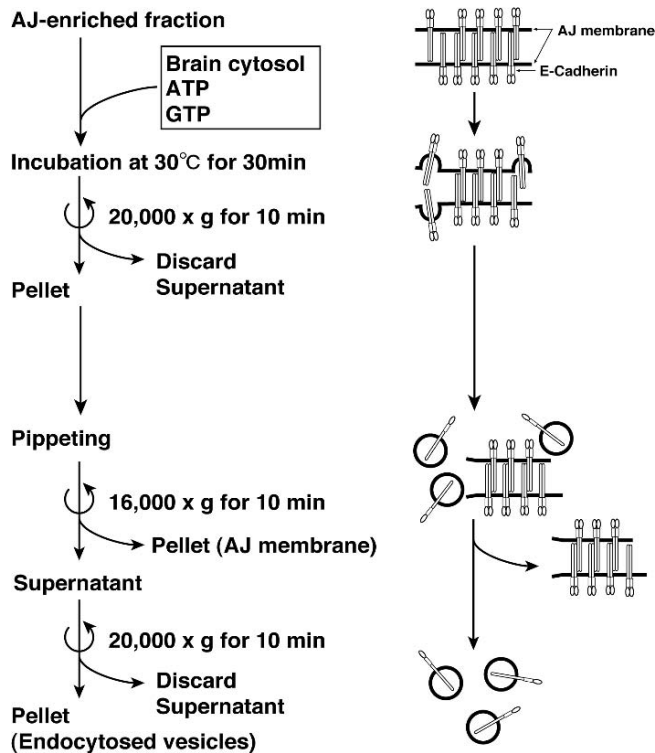 AJ-enriched fraction
Brain cytosol
ATP
GTP
Incubation at 30℃ for 30min
20,000 x g for 10 min
Discard
Supernatant
Pellet
Pippeting
16,000 x g for 10 min
Pellet (AJ membrane)
Supernatant
20,000 x g for 10 min
Discard
Supernatant
Pellet
(Endocytosed vesicles)
AJ membrane
E-Cadherin